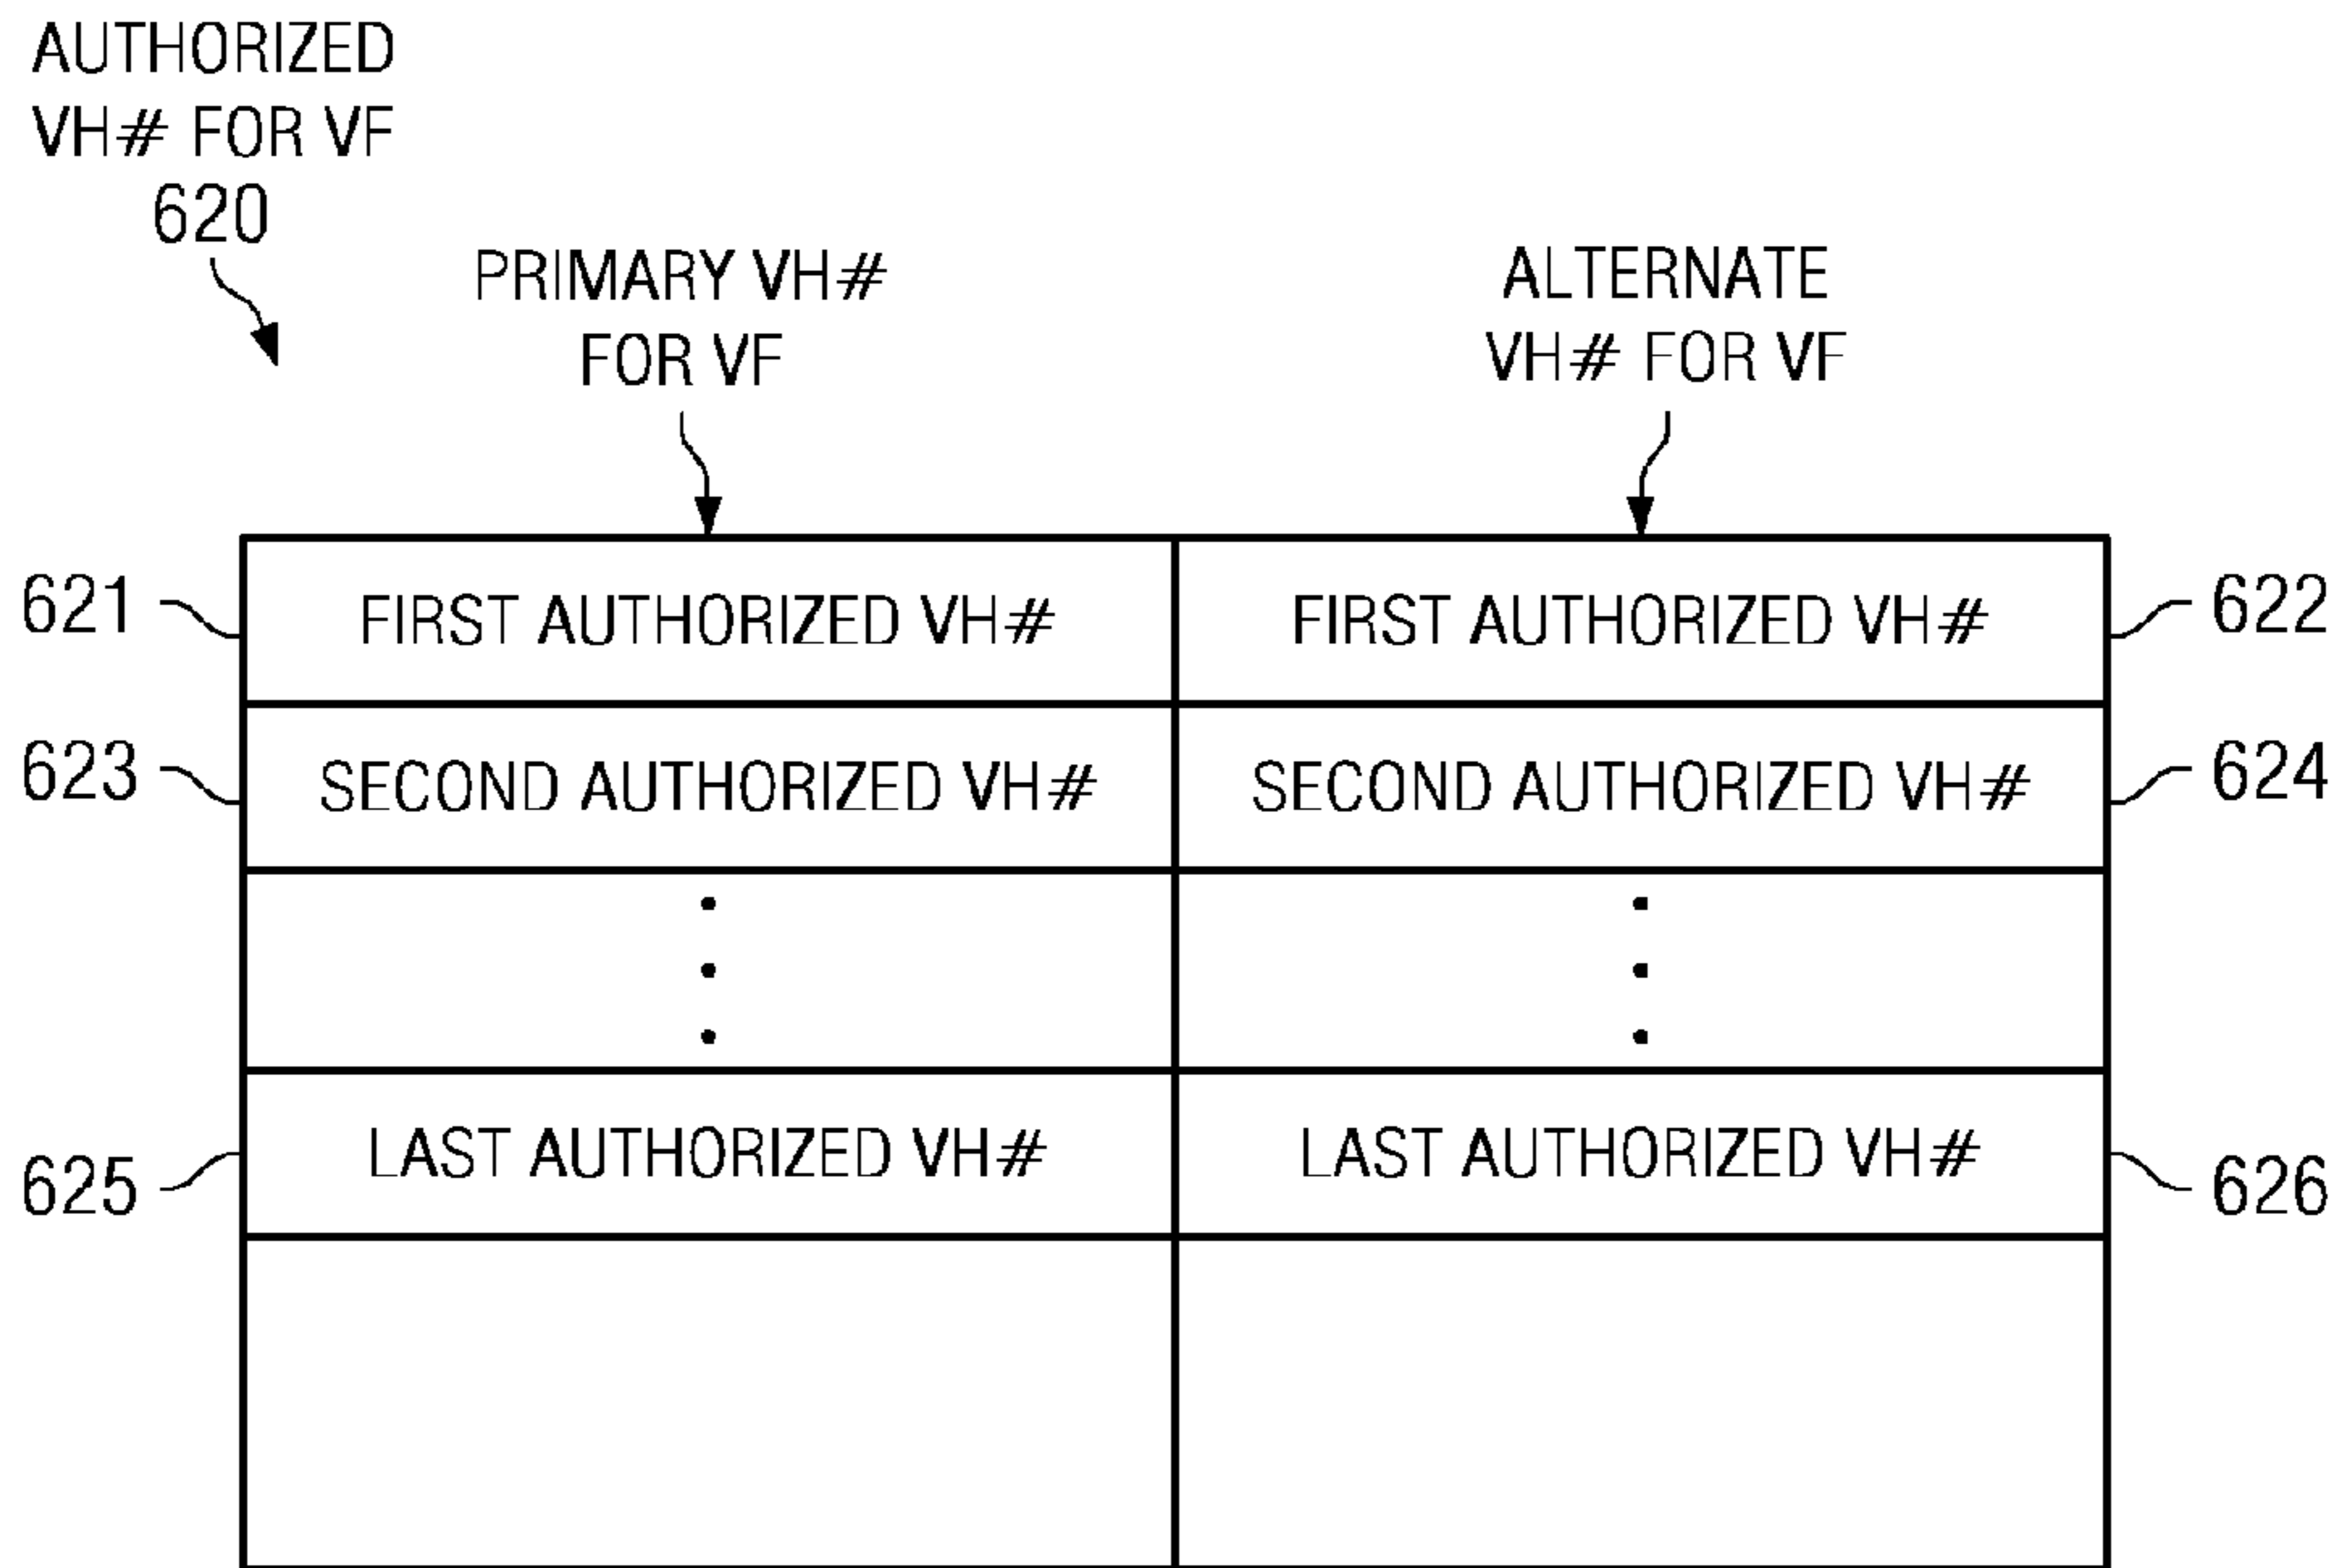 AUTHORIZED
VH# FOR VF
620
PRIMARY VH#
FOR VF
ALTERNATE
VH# FOR VF
621
FIRST AUTHORIZED VH#
FIRST AUTHORIZED VH#
622
623
SECOND AUTHORIZED VH#
SECOND AUTHORIZED VH#
624
625
LAST AUTHORIZED VH#
LAST AUTHORIZED VH#
626